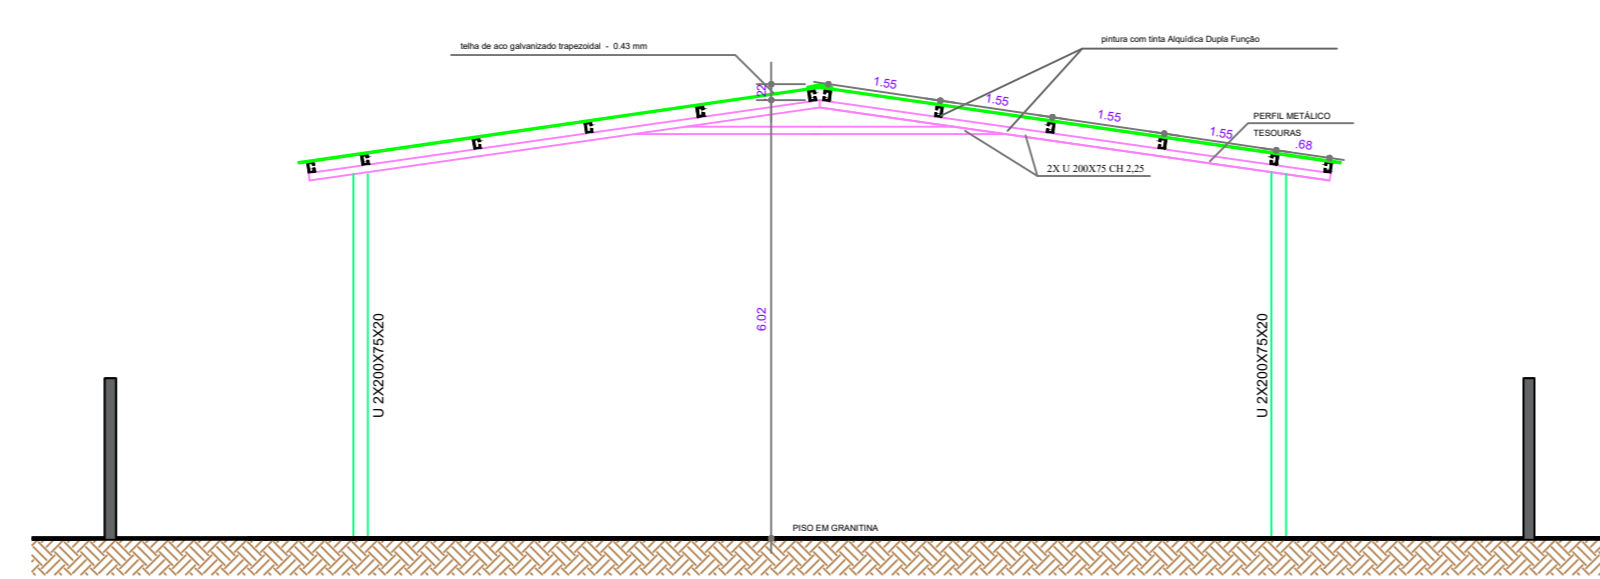 pintura com tinta Alquídica Dupla Função
telha de aco galvanizado trapezoidal - 0.43 mm
22
1.55
1.55
1.55
1.55
.68
PERFIL METÁLICO
TESOURAS
2X U 200X75 CH 2,25
6.02
U 2X200X75X20
U 2X200X75X20
PISO EM GRANITINA